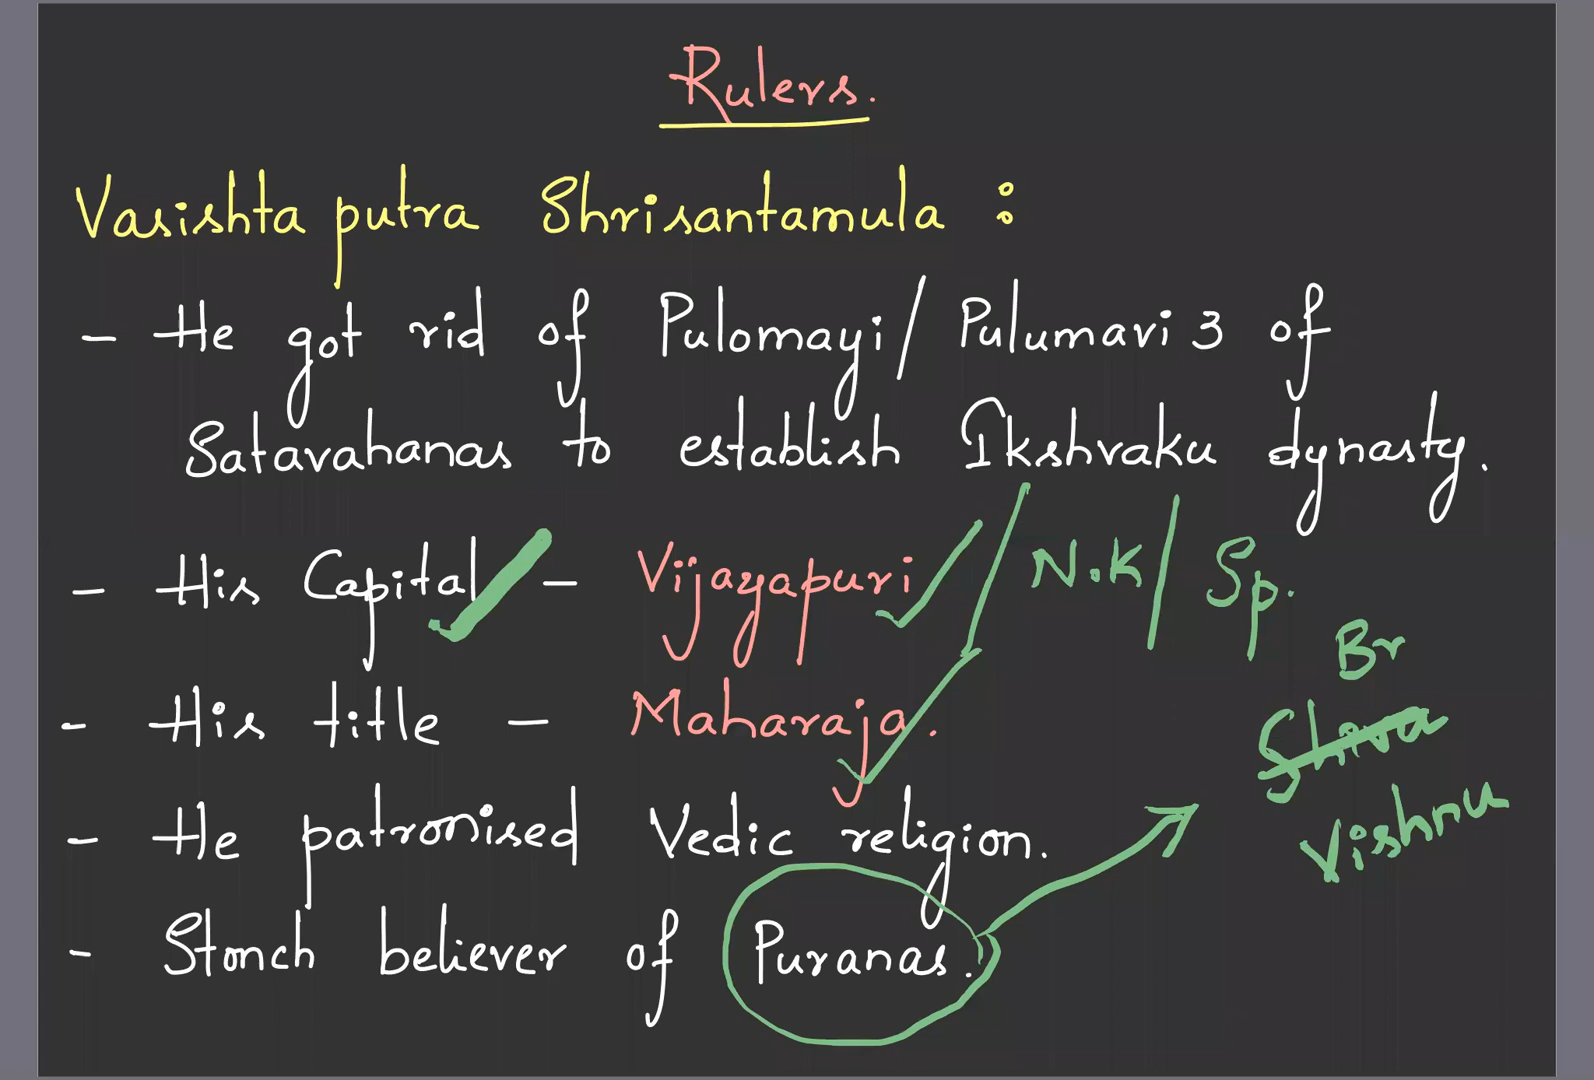 Rulers.
Vasishta putra Shrisantamula :
- He got rid of Pulomayi/ Pulumavi 3 of
Satavahanas to establish Ikshvaku dynasty.
- His Capital - Vijayapuri N.K/ Sp.
Br
- His title - Maharaja.
Shiva
Vishnu
- He patronised Vedic religion.
- Stonch believer of Puranas.